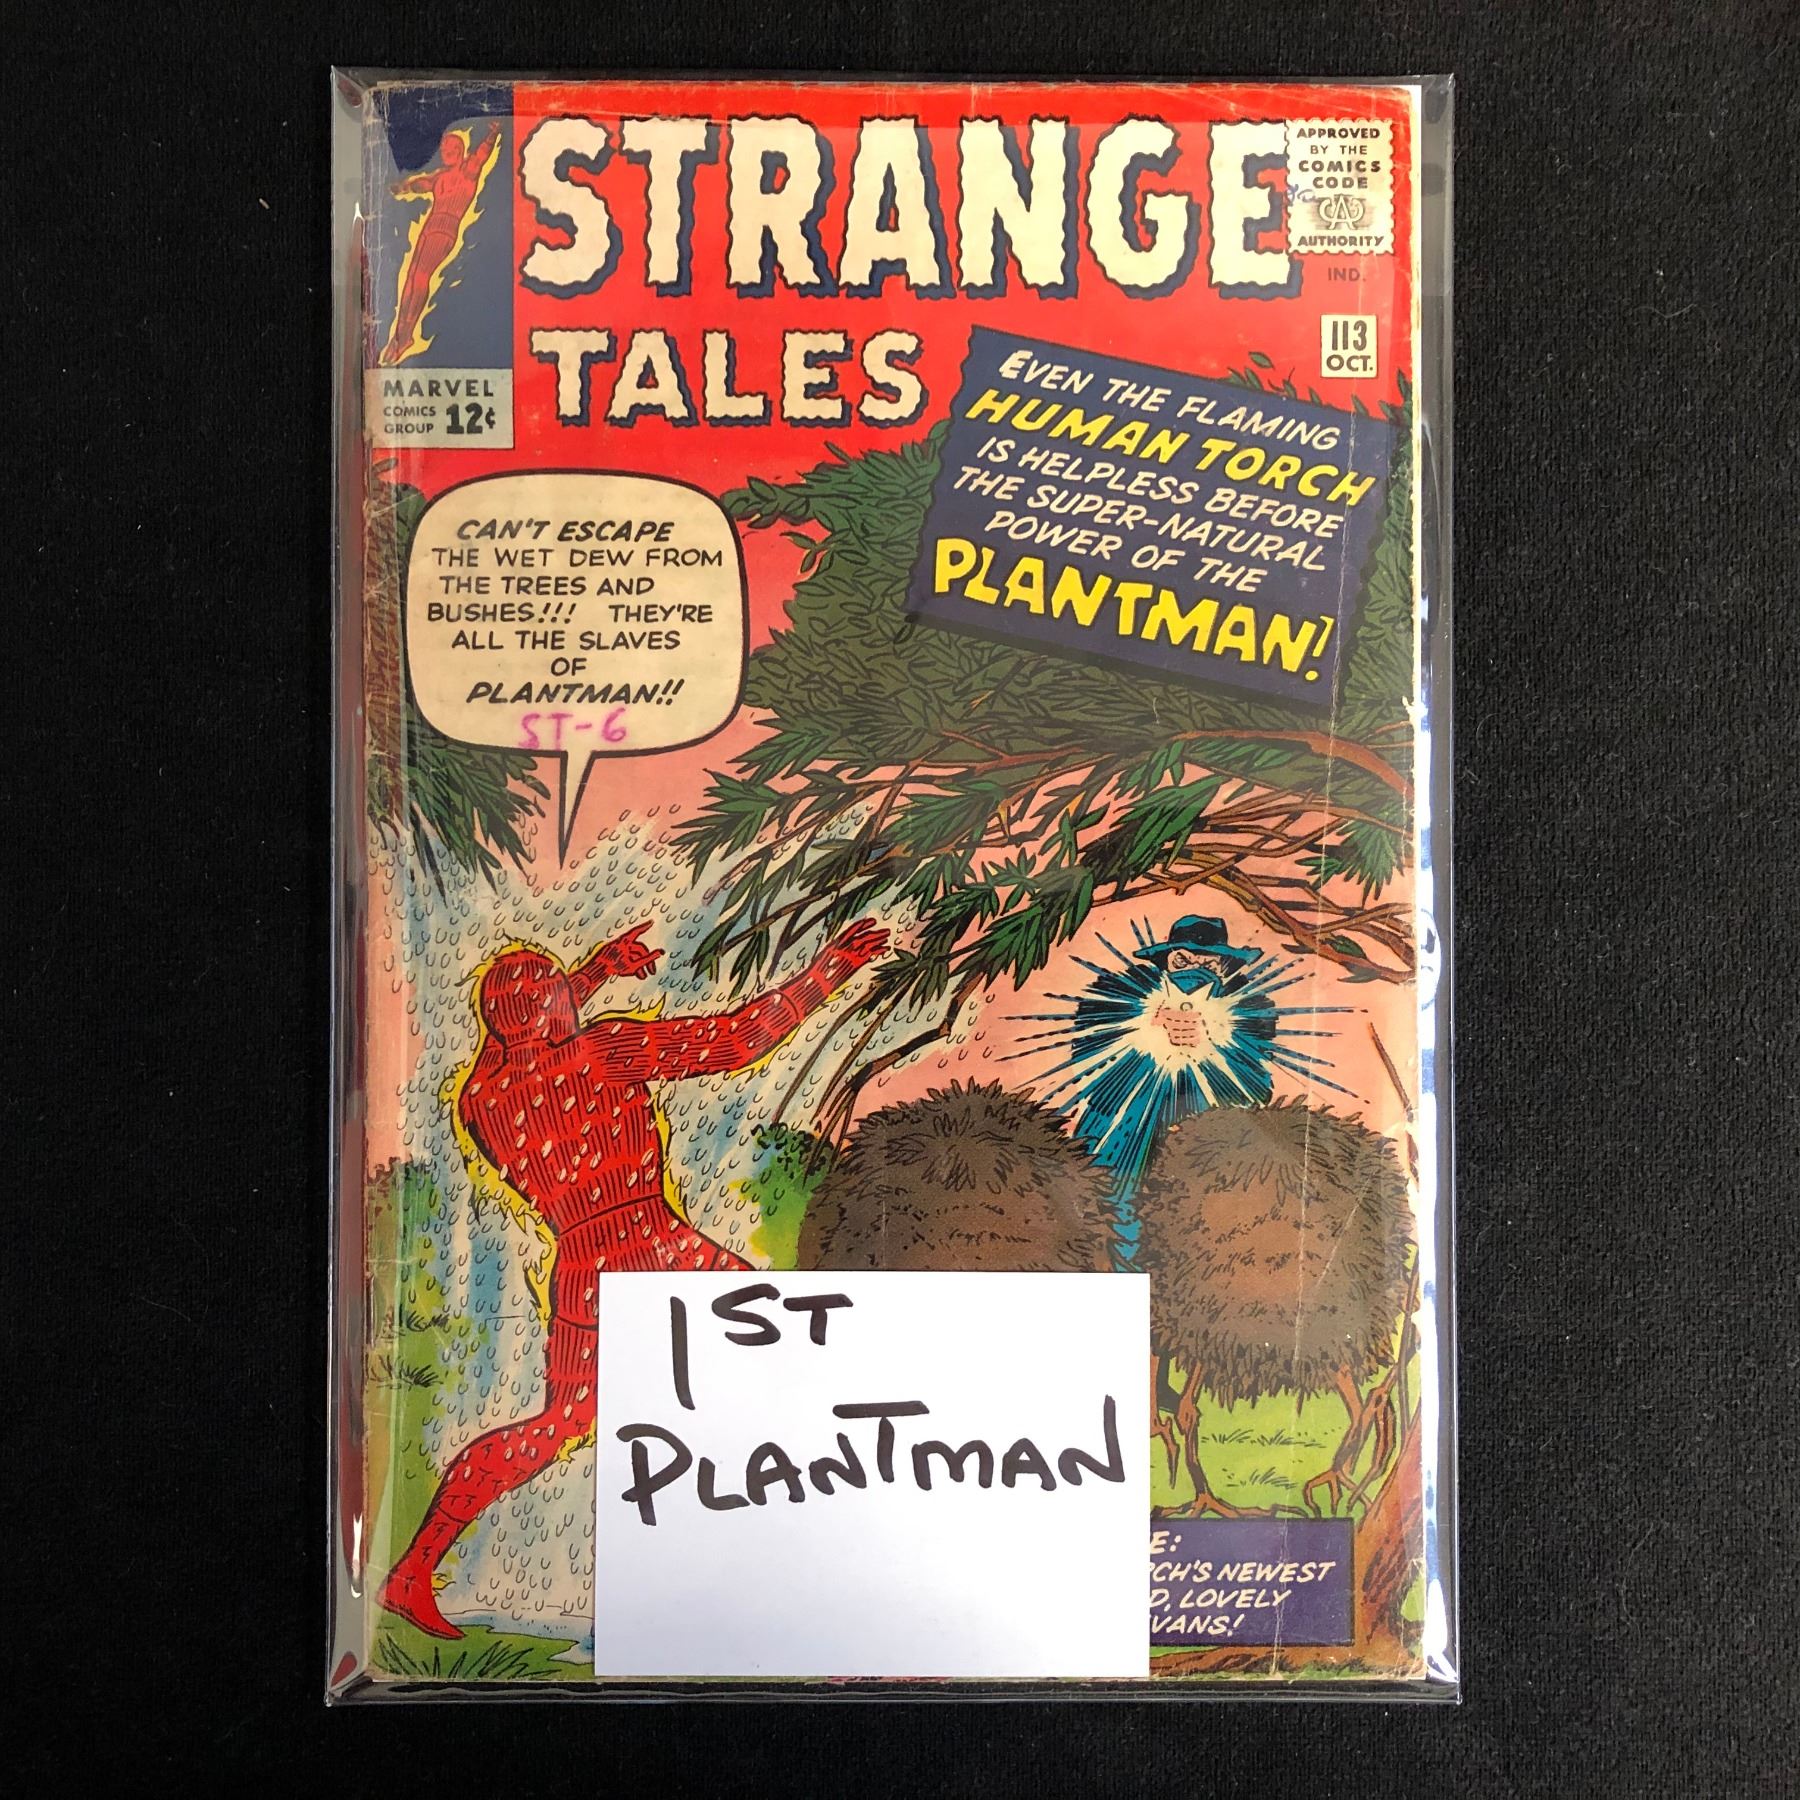 STRANGE
TALES
APPROVED
BY THE
COMICS
CODE
CA
AUTHORITY
IND.
113
OCT.
MARVEL
COMICS
GROUP 12¢
EVEN THE FLAMING
HUMAN TORCH
IS HELPLESS BEFORE
THE SUPER-NATURAL
POWER OF THE
PLANTMAN!
CAN'T ESCAPE
THE WET DEW FROM
THE TREES AND
BUSHES!!! THEY'RE
ALL THE SLAVES
OF
PLANTMAN!!
ST-6
1ST
PLANTMAN
E:
CH'S NEWEST
D, LOVELY
VANS!